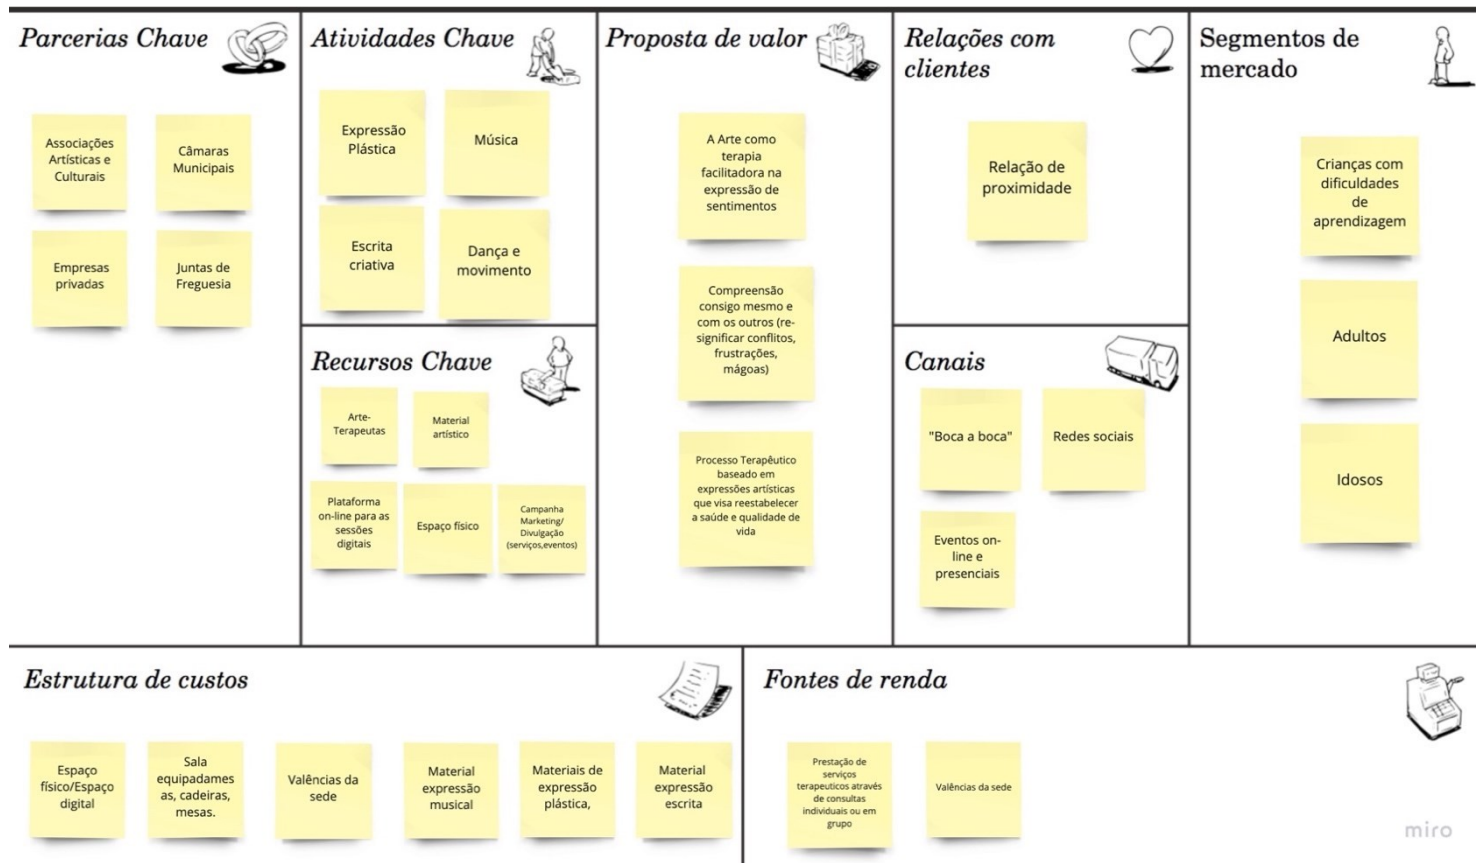 Parcerias Chave
Associações
Artísticas e
Culturais
Câmaras
Municipais
Empresas
privadas
Juntas de
Freguesia
Atividades Chave
Expressão
Plástica
Música
Escrita
criativa
Dança e
movimento
Recursos Chave
Arte-
Terapeutas
Material
artístico
Plataforma
on-line para as
sessões
digitais
Espaço físico
Campanha
Marketing/
Divulgação
(serviços,eventos)
Proposta de valor
A Arte como
terapia
facilitadora na
expressão de
sentimentos
Compreensão
consigo mesmo e
com os outros (re-
significar conflitos,
frustrações,
mágoas)
Processo Terapêutico
baseado em
expressões artísticas
que visa reestabelecer
a saúde e qualidade de
vida
Relações com
clientes
Relação de
proximidade
Canais
"Boca a boca"
Redes sociais
Eventos on-
line e
presenciais
Segmentos de
mercado
Crianças com
dificuldades
de
aprendizagem
Adultos
Idosos
Estrutura de custos
Espaço
físico/Espaço
digital
Sala
equipadames
as, cadeiras,
mesas.
Valências da
sede
Material
expressão
musical
Materiais de
expressão
plástica,
Material
expressão
escrita
Fontes de renda
Prestação de
serviços
terapeuticos através
de consultas
individuais ou em
grupo
Valências da sede
miro